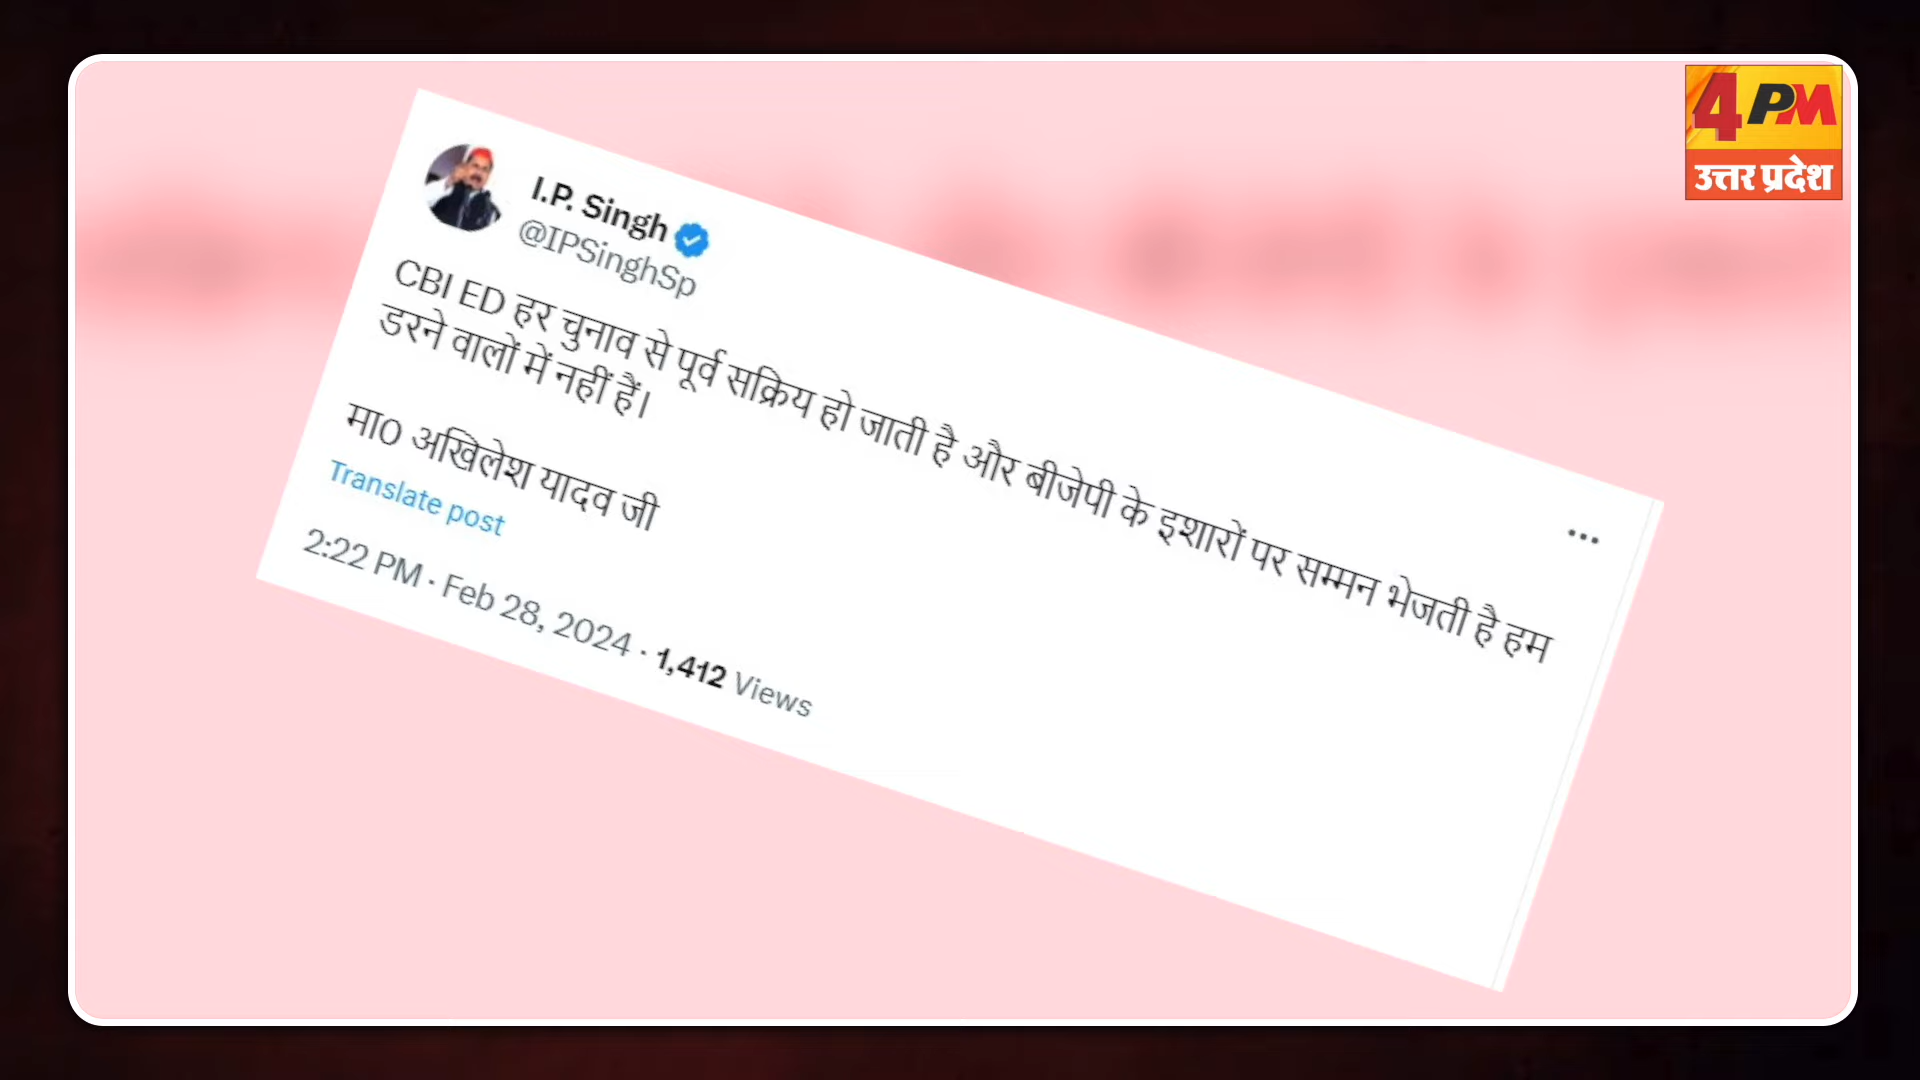 4PM
उत्तर प्रदेश
I.P. Singh
@IPSinghSp
CBI ED हर चुनाव से पूर्व सक्रिय हो जाती है और बीजेपी के इशारों पर सम्मन भेजती है हम
डरने वालों में नहीं हैं।
मा0 अखिलेश यादव जी
Translate post
2:22 PM · Feb 28, 2024 · 1,412 Views